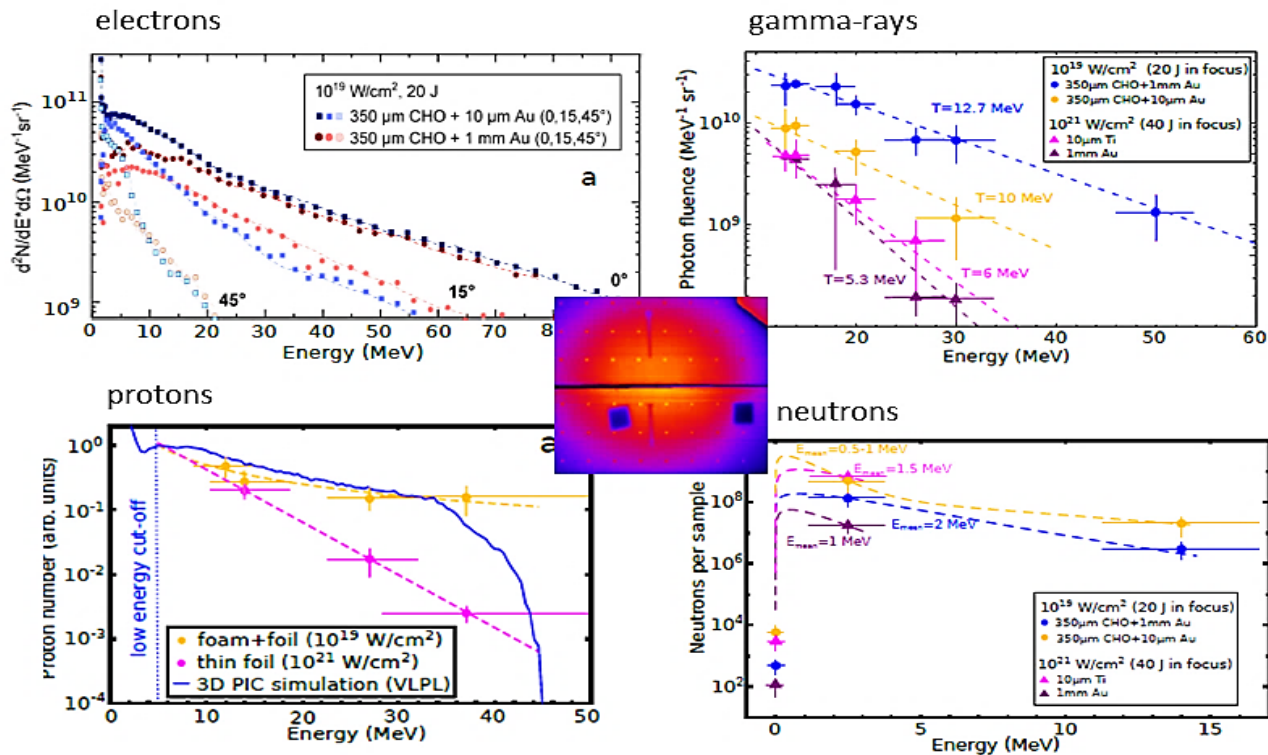 electrons
10¹⁹ W/cm², 20 J
350 μm CHO + 10 μm Au (0,15,45°)
350 μm CHO + 1 mm Au (0,15,45°)
a
45°
15°
0°
10¹¹
10¹⁰
10⁹
d²N/dE*dΩ (MeV⁻¹sr⁻¹)
0 10 20 30 40 50 60 70 8
Energy (MeV)
gamma-rays
10¹⁹ W/cm² (20 J in focus)
350μm CHO+1mm Au
350μm CHO+10μm Au
10²¹ W/cm² (40 J in focus)
10μm Ti
1mm Au
T=12.7 MeV
T=10 MeV
T=6 MeV
T=5.3 MeV
10¹⁰
10⁹
Photon fluence (MeV⁻¹ sr⁻¹)
20 30 40 50 60
Energy (MeV)
protons
a
low energy cut-off
foam+foil (10¹⁹ W/cm²)
thin foil (10²¹ W/cm²)
3D PIC simulation (VLPL)
10⁰
10⁻¹
10⁻²
10⁻³
10⁻⁴
Proton number (arb. units)
0 10 20 30 40 50
Energy (MeV)
neutrons
Eₘₑₐₙ=0.5-1 MeV
Eₘₑₐₙ=1.5 MeV
Eₘₑₐₙ=2 MeV
Eₘₑₐₙ=1 MeV
10¹⁹ W/cm² (20 J in focus)
350μm CHO+1mm Au
350μm CHO+10μm Au
10²¹ W/cm² (40 J in focus)
10μm Ti
1mm Au
10⁸
10⁶
10⁴
10²
Neutrons per sample
0 5 10 15
Energy (MeV)